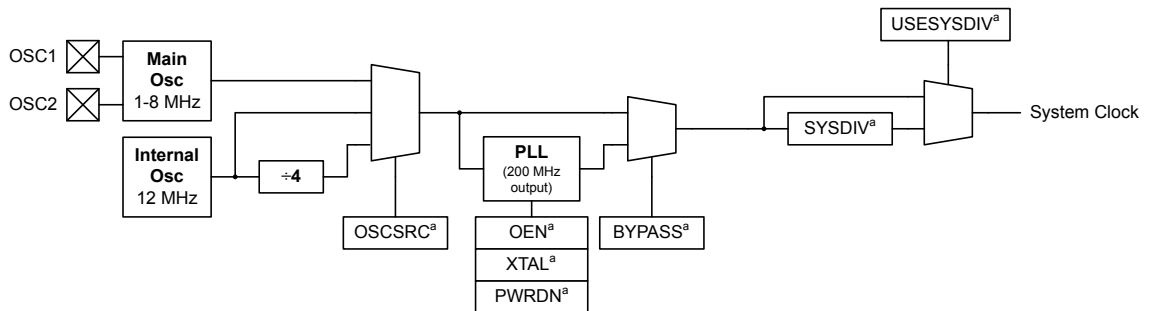 USESYSDIVᵃ
OSC1
Main
Osc
1-8 MHz
OSC2
System Clock
SYSDIVᵃ
Internal
Osc
12 MHz
÷4
PLL
(200 MHz
output)
OSCSRCᵃ
OENᵃ
BYPASSᵃ
XTALᵃ
PWRDNᵃ